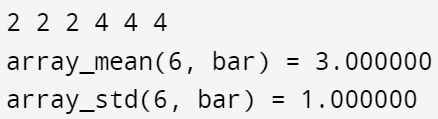 2 2 2 4 4 4
array_mean(6, bar) = 3.000000
array_std(6, bar) = 1.000000